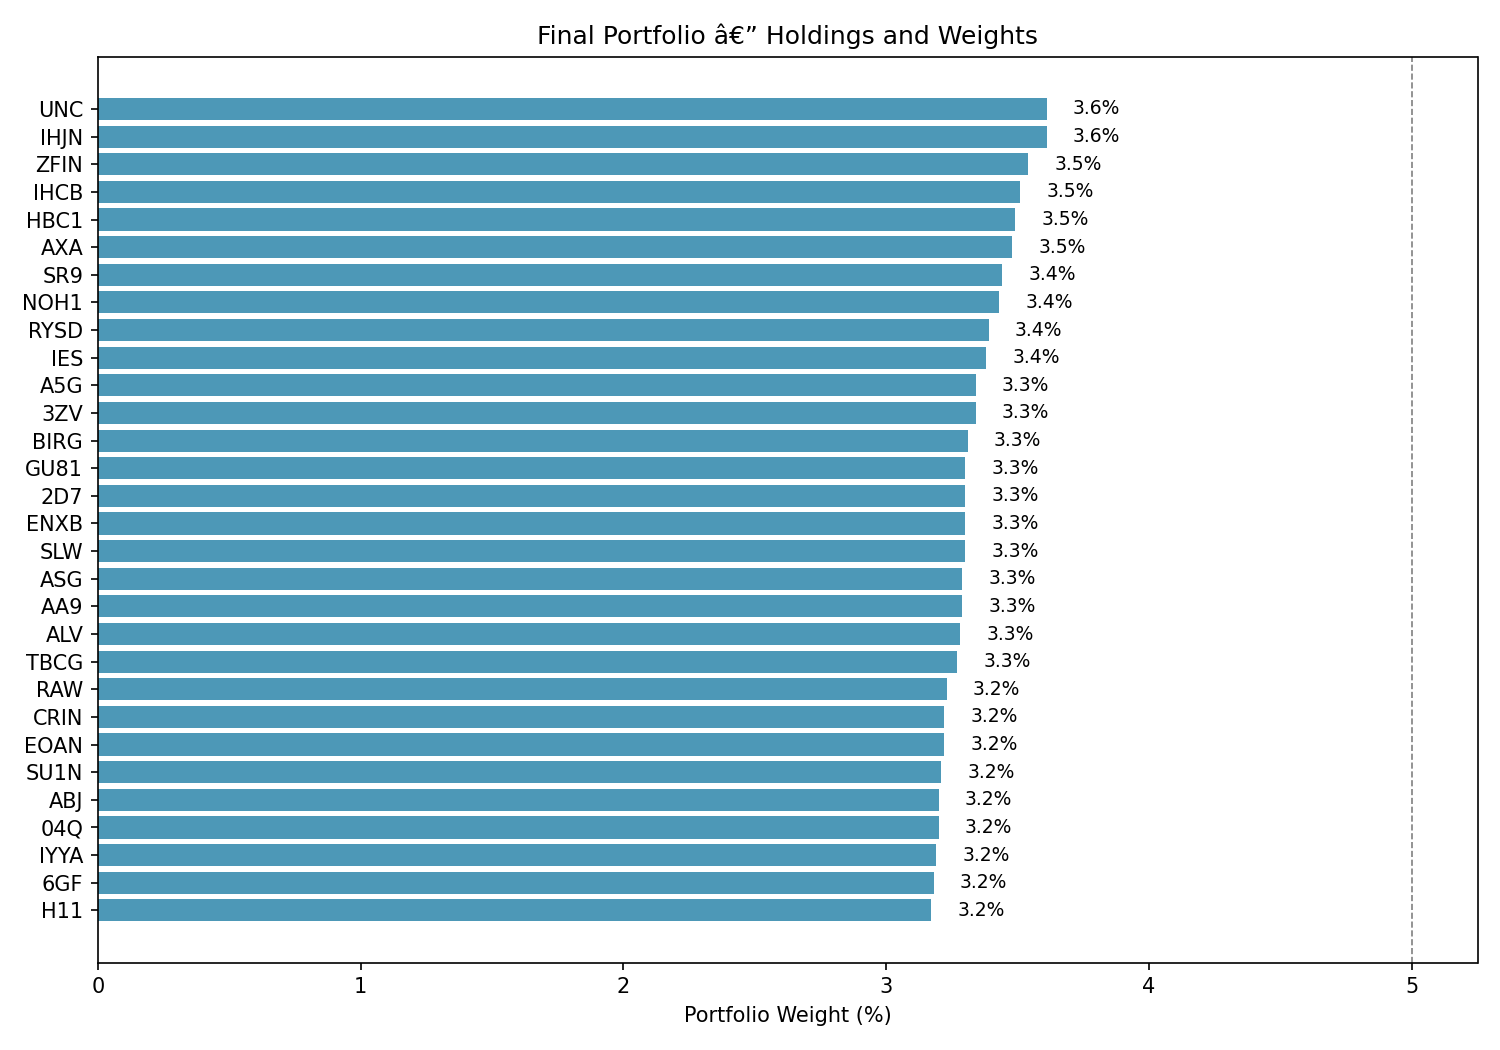 Final Portfolio â€” Holdings and Weights
UNC 3.6%
IHJN 3.6%
ZFIN 3.5%
IHCB 3.5%
HBC1 3.5%
AXA 3.5%
SR9 3.4%
NOH1 3.4%
RYSD 3.4%
IES 3.4%
A5G 3.3%
3ZV 3.3%
BIRG 3.3%
GU81 3.3%
2D7 3.3%
ENXB 3.3%
SLW 3.3%
ASG 3.3%
AA9 3.3%
ALV 3.3%
TBCG 3.3%
RAW 3.2%
CRIN 3.2%
EOAN 3.2%
SU1N 3.2%
ABJ 3.2%
04Q 3.2%
IYYA 3.2%
6GF 3.2%
H11 3.2%
0 1 2 3 4 5
Portfolio Weight (%)